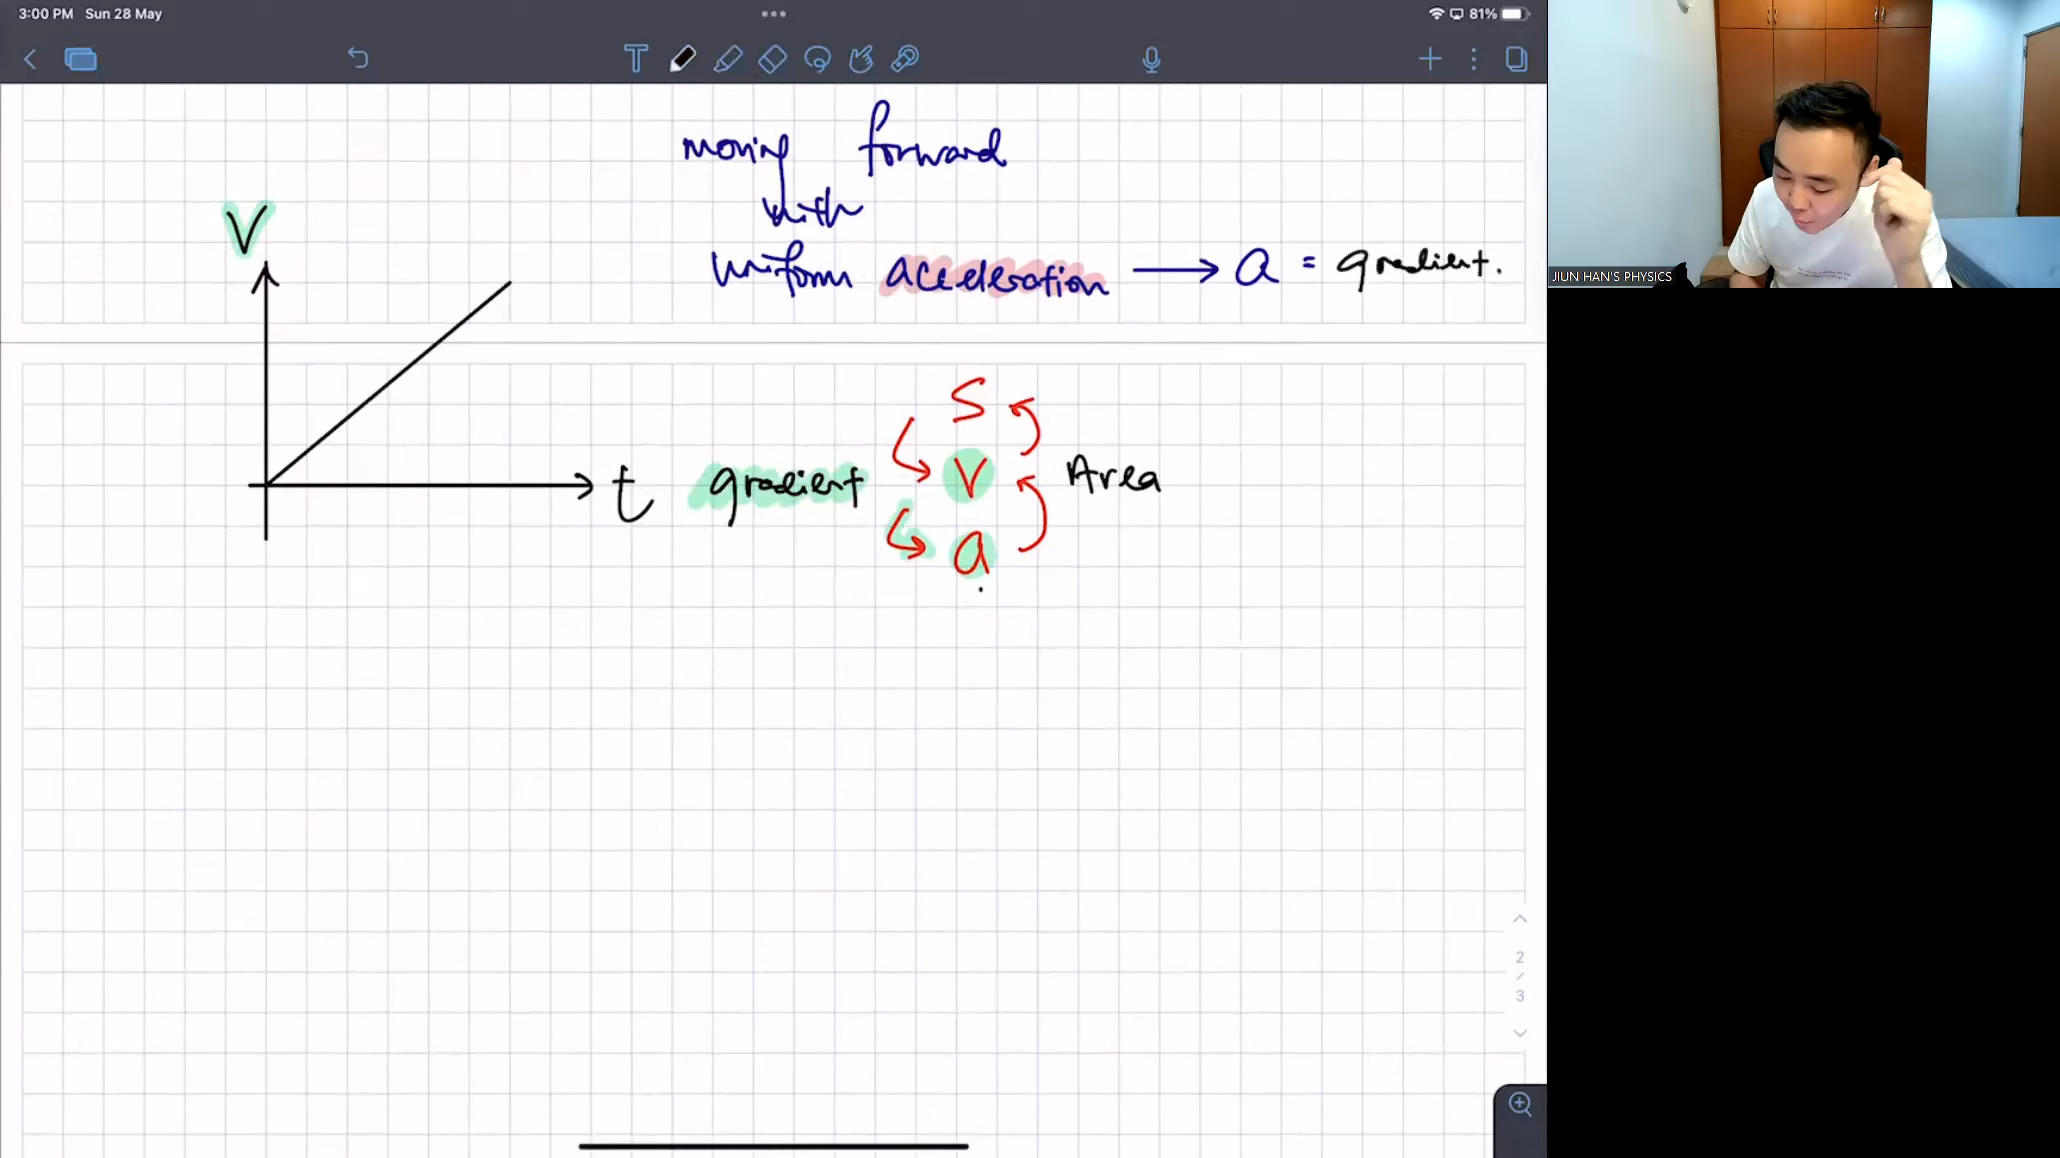 3:00 PM Sun 28 May
81%
moving forward
with
uniform acceleration → a = gradient.
V
t
gradient
S
V
a
Area
2
/
3
JIUN HAN'S PHYSICS